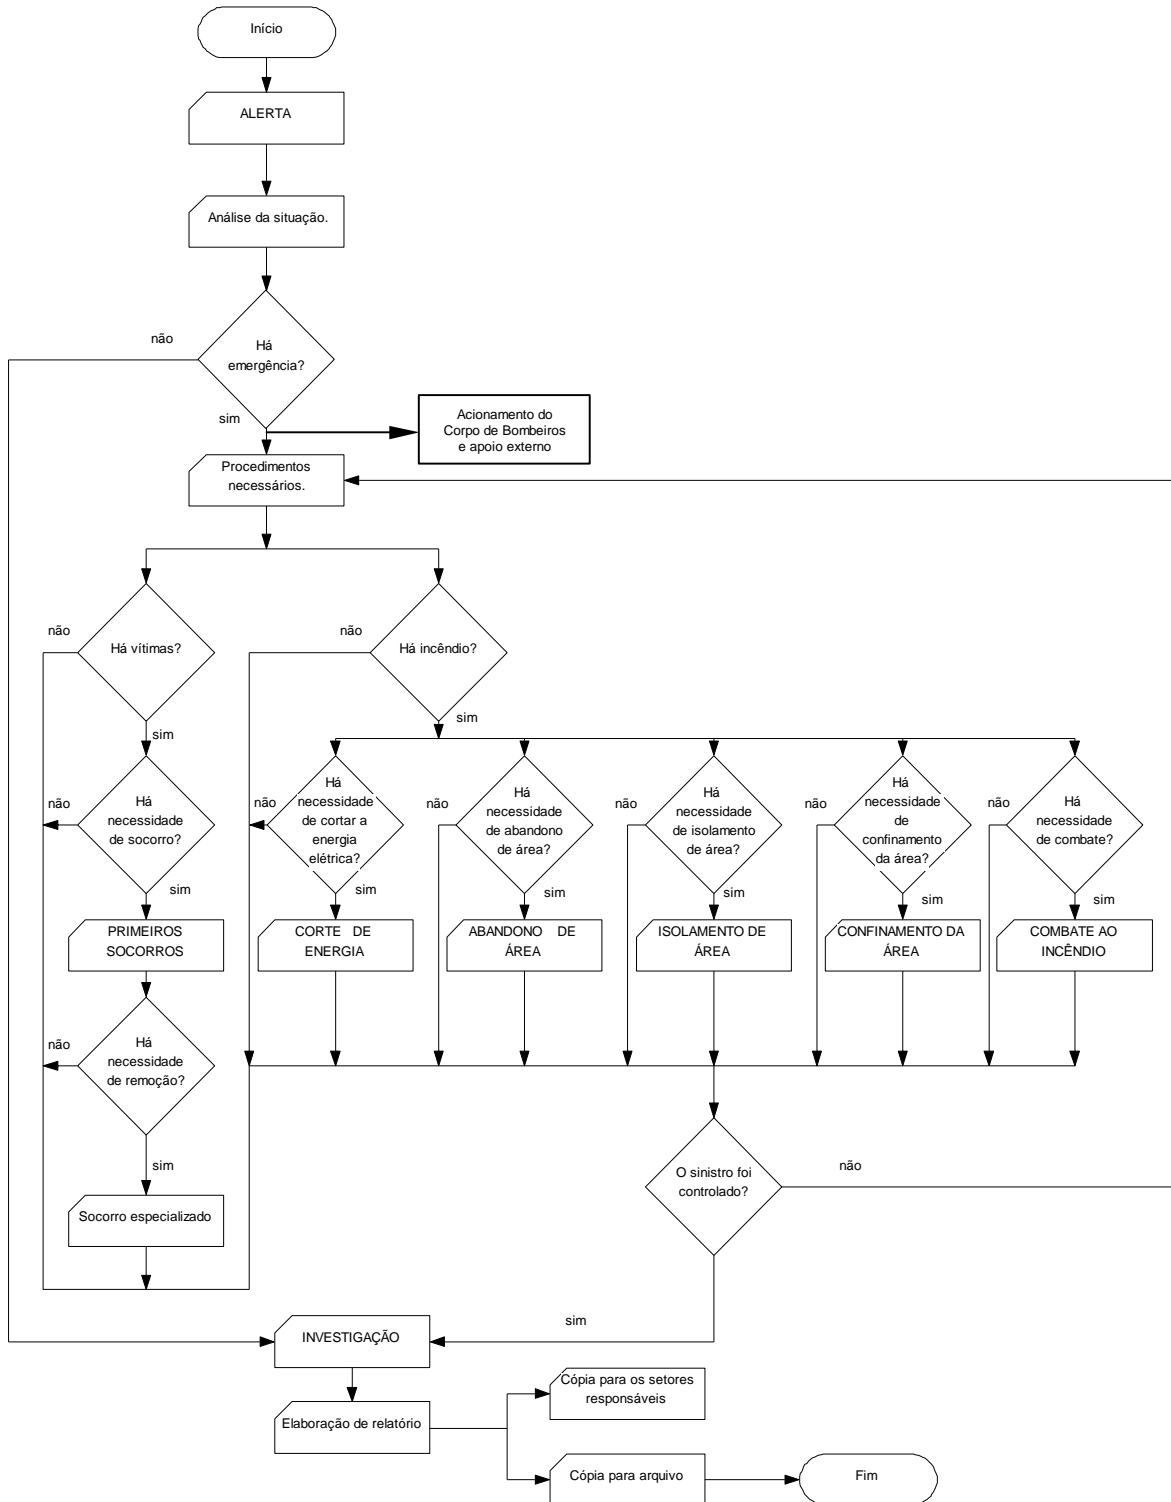 Início
ALERTA
Análise da situação.
não
Há
emergência?
sim
Acionamento do
Corpo de Bombeiros
e apoio externo
Procedimentos
necessários.
não
Há vítimas?
sim
não
Há incêndio?
sim
não
Há
necessidade
de socorro?
sim
não
Há
necessidade
de cortar a
energia
elétrica?
sim
não
Há
necessidade
de abandono
de área?
sim
não
Há
necessidade
de isolamento
de área?
sim
não
Há
necessidade
de
confinamento
da área?
sim
não
Há
necessidade
de combate?
sim
PRIMEIROS
SOCORROS
CORTE DE
ENERGIA
ABANDONO DE
ÁREA
ISOLAMENTO DE
ÁREA
CONFINAMENTO DA
ÁREA
COMBATE AO
INCÊNDIO
não
Há
necessidade
de remoção?
sim
Socorro especializado
O sinistro foi
controlado?
não
sim
INVESTIGAÇÃO
Elaboração de relatório
Cópia para os setores
responsáveis
Cópia para arquivo
Fim